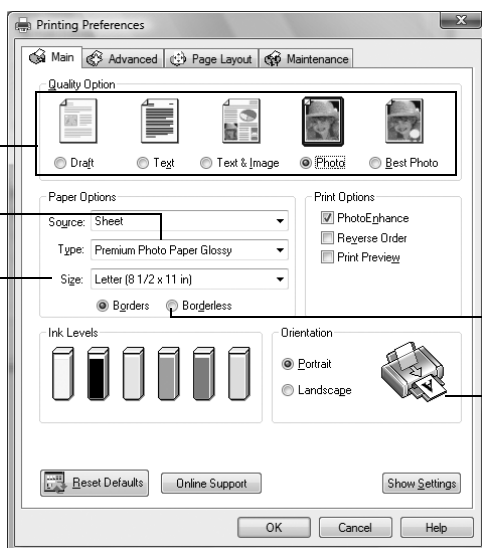 Printing Preferences
Main Advanced Page Layout Maintenance
Quality Option
Draft Text Text & Image Photo Best Photo
Paper Options
Source: Sheet
Type: Premium Photo Paper Glossy
Size: Letter (8 1/2 x 11 in)
Borders Borderless
Print Options
PhotoEnhance
Reverse Order
Print Preview
Ink Levels
Orientation
Portrait
Landscape
A
Reset Defaults Online Support Show Settings
OK Cancel Help